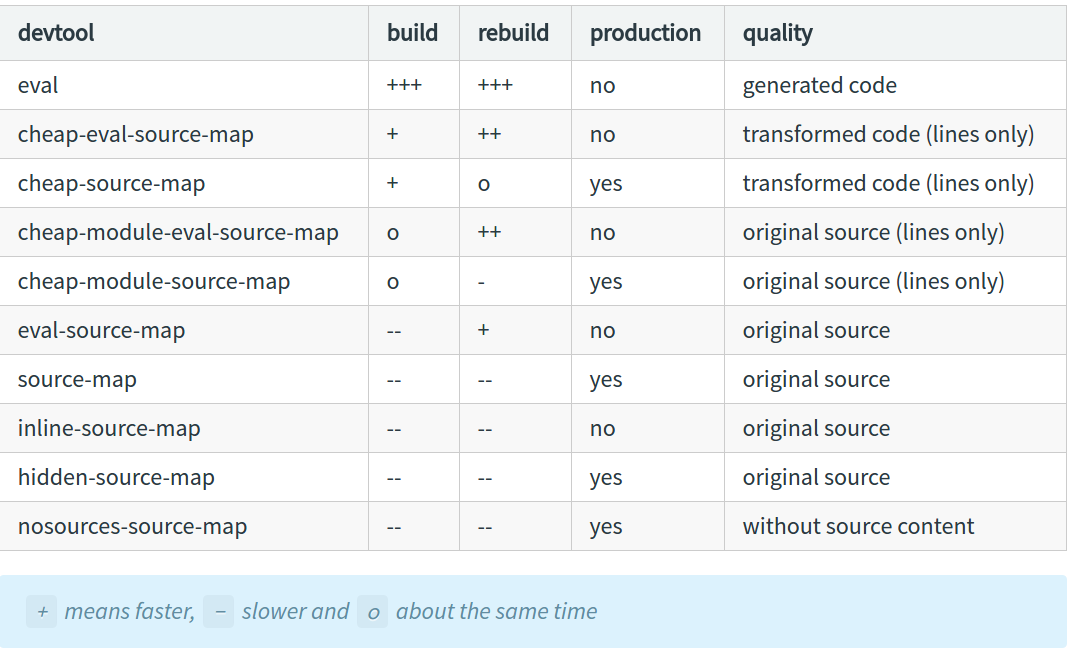 devtool build rebuild production quality
eval +++ +++ no generated code
cheap-eval-source-map + ++ no transformed code (lines only)
cheap-source-map + o yes transformed code (lines only)
cheap-module-eval-source-map o ++ no original source (lines only)
cheap-module-source-map o - yes original source (lines only)
eval-source-map -- + no original source
source-map -- -- yes original source
inline-source-map -- -- no original source
hidden-source-map -- -- yes original source
nosources-source-map -- -- yes without source content
+ means faster, - slower and o about the same time